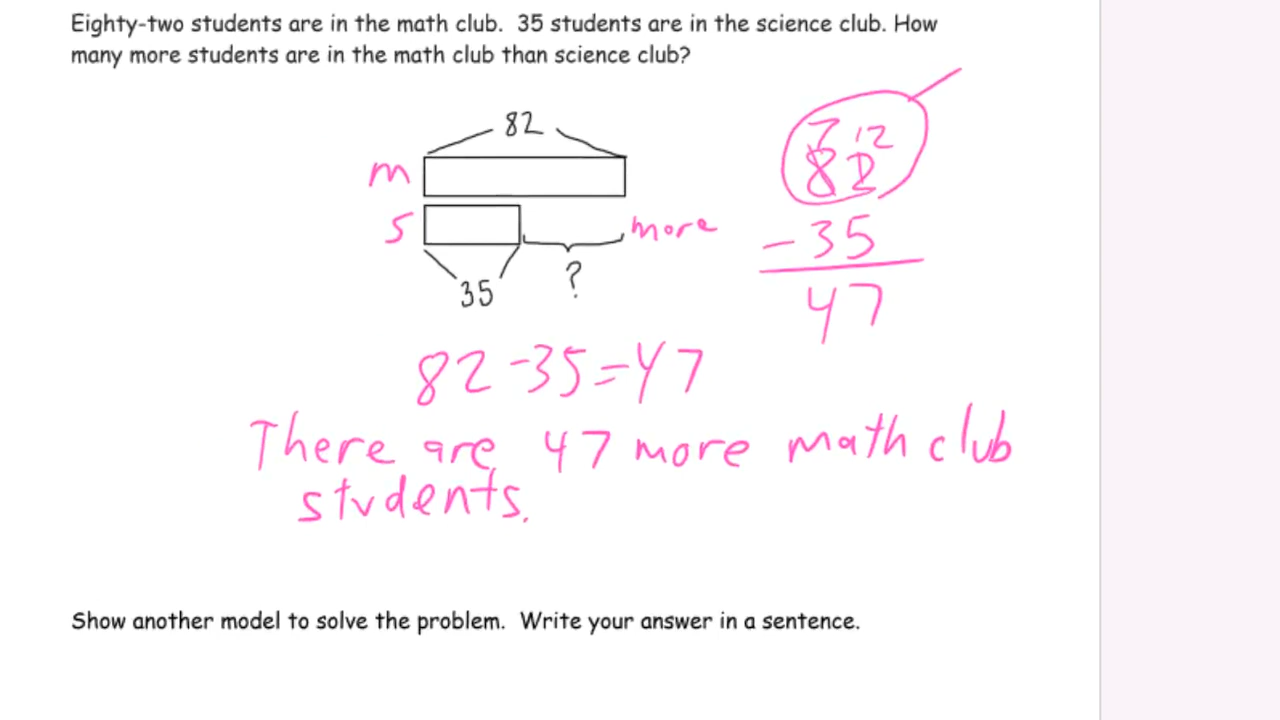 Eighty-two students are in the math club. 35 students are in the science club. How
many more students are in the math club than science club?
82
m
s
more
35
?
7 12
82
- 35
47
82 - 35 = 47
There are 47 more math club
students.
Show another model to solve the problem. Write your answer in a sentence.